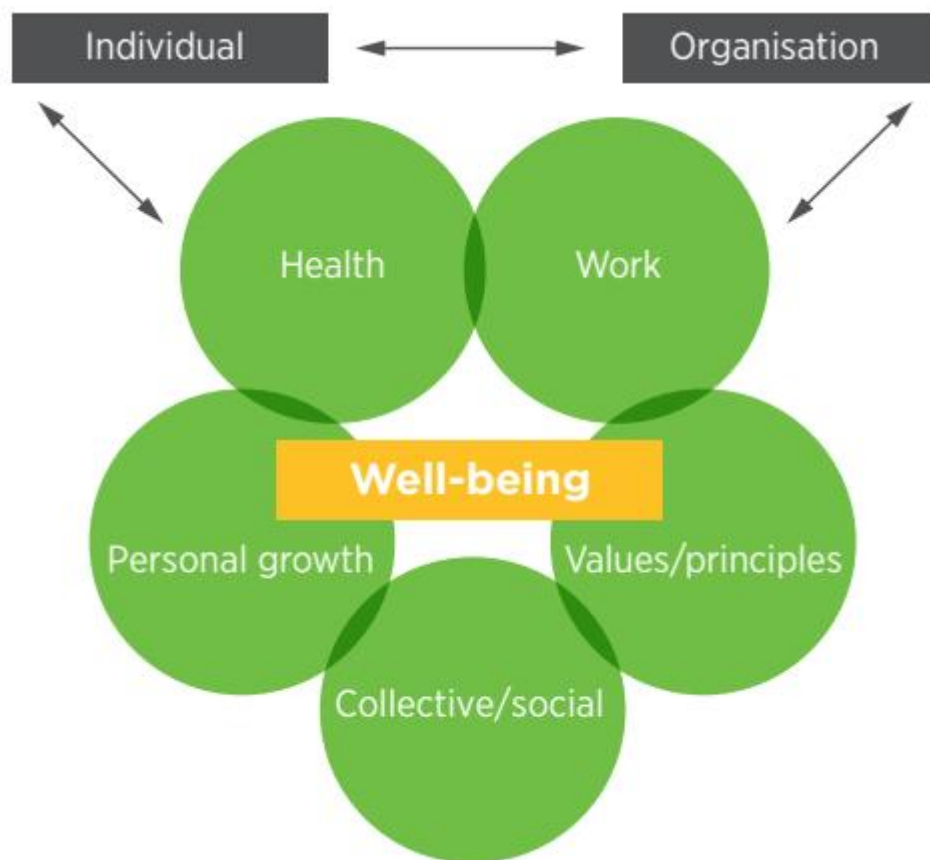 Individual
Organisation
Health
Work
Well-being
Personal growth
Values/principles
Collective/social